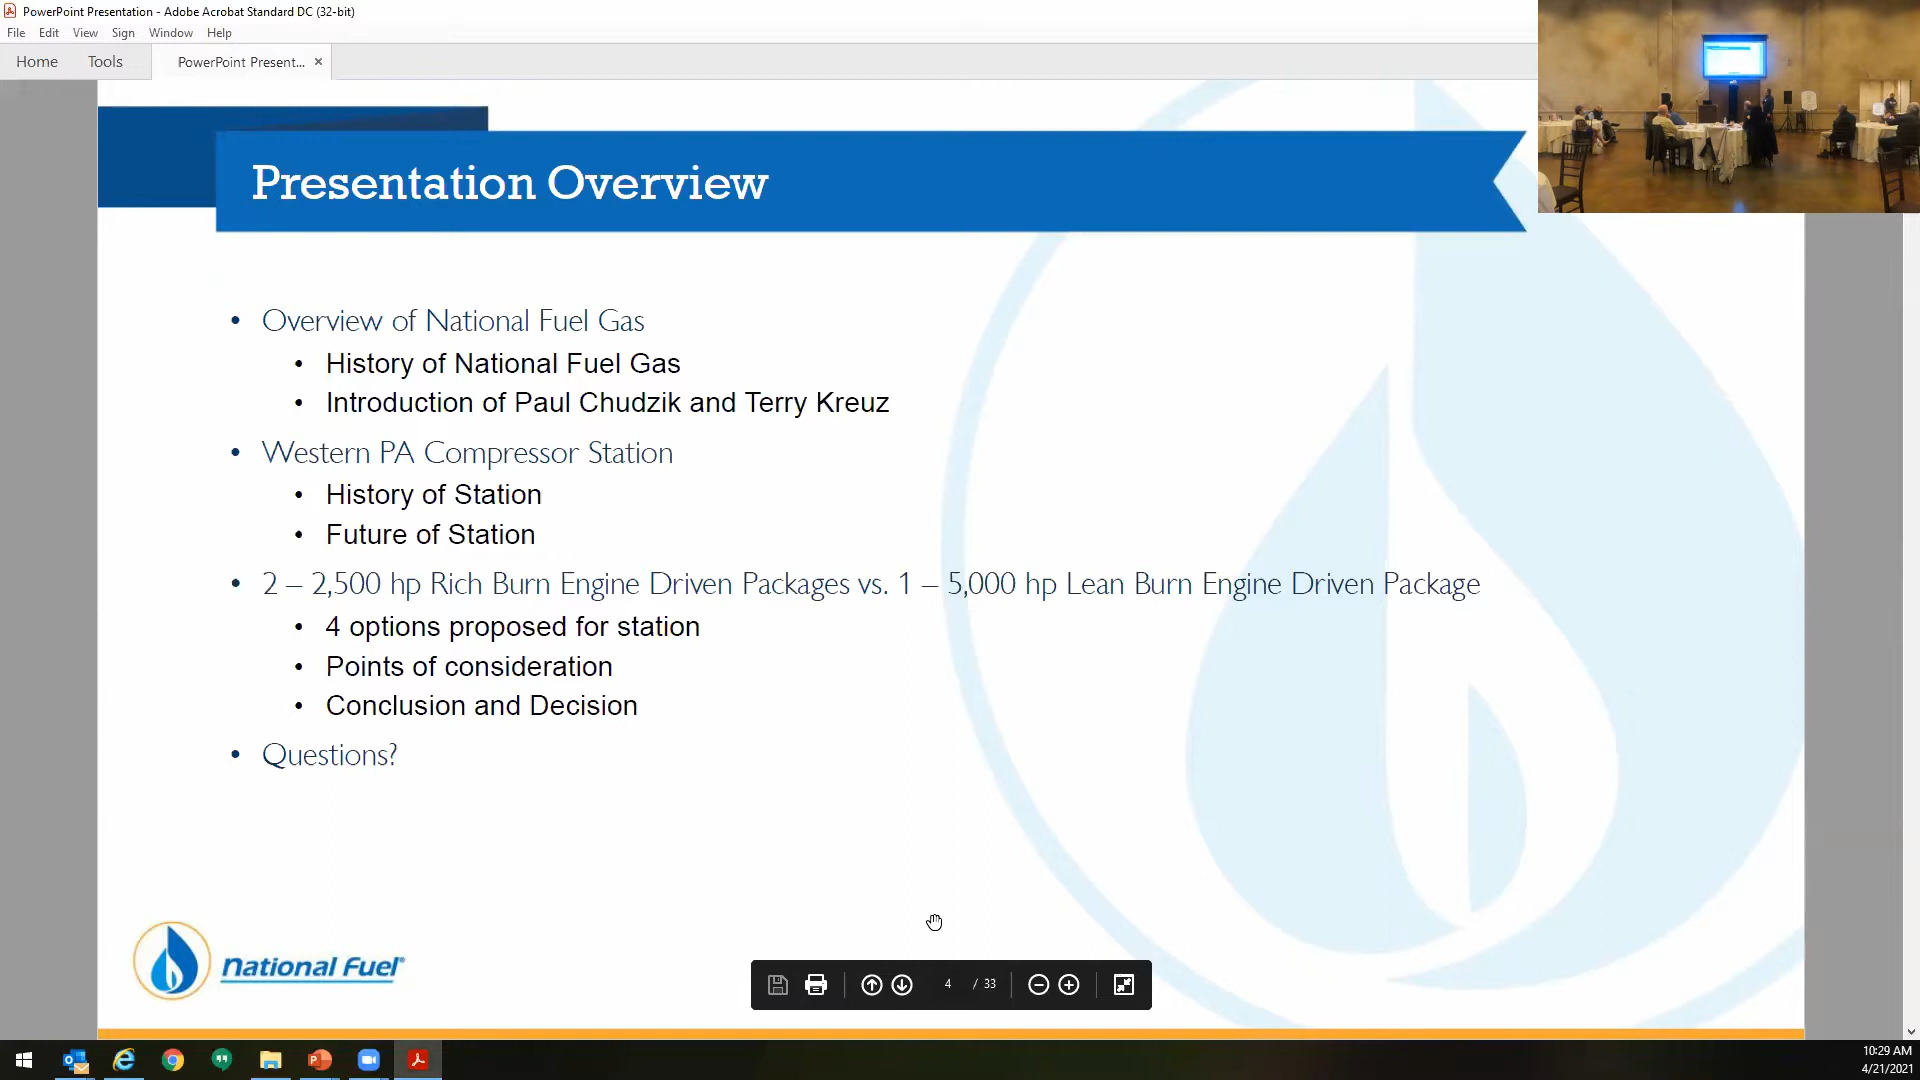 PowerPoint Presentation - Adobe Acrobat Standard DC (32-bit)
File Edit View Sign Window Help
Home Tools PowerPoint Present... ×
Presentation Overview
• Overview of National Fuel Gas
• History of National Fuel Gas
• Introduction of Paul Chudzik and Terry Kreuz
• Western PA Compressor Station
• History of Station
• Future of Station
• 2 – 2,500 hp Rich Burn Engine Driven Packages vs. 1 – 5,000 hp Lean Burn Engine Driven Package
• 4 options proposed for station
• Points of consideration
• Conclusion and Decision
• Questions?
National Fuel®
4 / 33
10:29 AM
4/21/2021